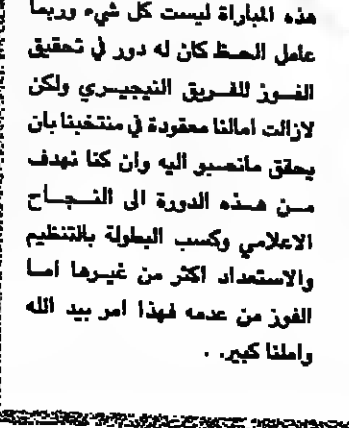 هذه المباراة ليست كل شيء وربما
عامل الحظ كان له دور في تحقيق
الفوز للفريق النيجيري ولكن
لازالت امالنا معقودة في منتخبنا بان
يحقق مانصبو اليه وان كنا نهدف
من هذه الدورة الى النجاح
الاعلامي وكسب البطولة بالتنظيم
والاستعداد اكثر من غيرها اما
الفوز من عدمه فهذا امر بيد الله
واملنا كبير. .